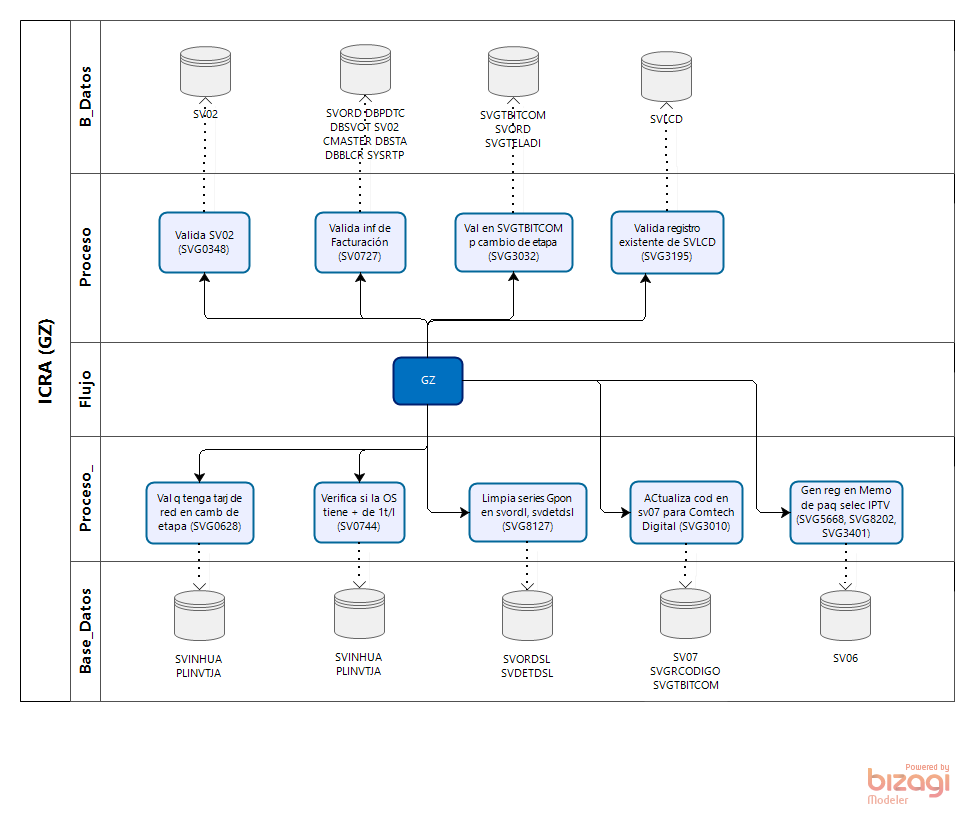 ICRA (GZ)
B_Datos
SV02
SVORD DBPDTC
DBSVOT SV02
CMASTER DBSTA
DBBLCR SYSRTP
SVGTBITCOM
SVORD
SVGTELADI
SVLCD
Proceso
Valida SV02
(SVG0348)
Valida inf de
Facturación
(SV0727)
Val en SVGTBITCOM
p cambio de etapa
(SVG3032)
Valida registro
existente de SVLCD
(SVG3195)
Flujo
GZ
Proceso_
Val q tenga tarj de
red en camb de
etapa (SVG0628)
Verifica si la OS
tiene + de 1t/l
(SV0744)
Limpia series Gpon
en svordl, svdetdsl
(SVG8127)
ACtualiza cod en
sv07 para Comtech
Digital (SVG3010)
Gen reg en Memo
de paq selec IPTV
(SVG5668, SVG8202,
SVG3401)
Base_Datos
SVINHUA
PLINVTJA
SVINHUA
PLINVTJA
SVORDSL
SVDETDSL
SV07
SVGRCODIGO
SVGTBITCOM
SV06
Powered by
bizagi
Modeler